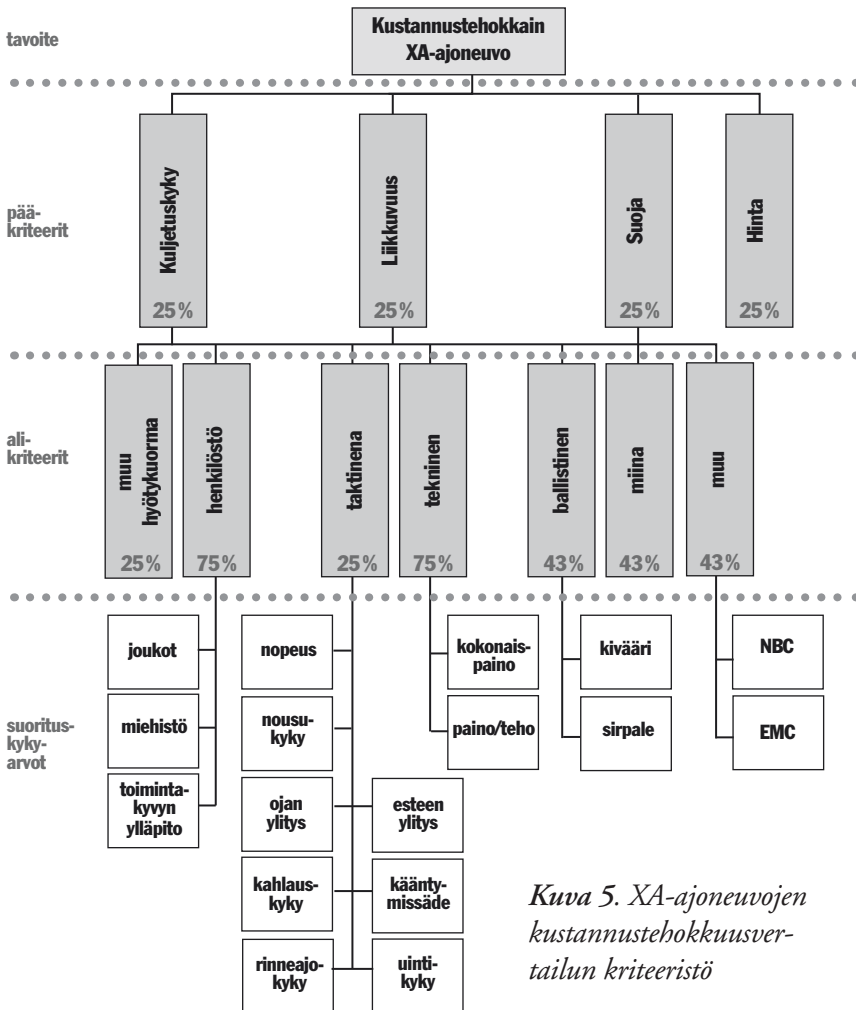 tavoite
Kustannustehokkain
XA-ajoneuvo
pää-
kriteerit
Kuljetuskyky
25%
Liikkuvuus
25%
Suoja
25%
Hinta
25%
ali-
kriteerit
muu
hyötykuorma
25%
henkilöstö
75%
taktinena
25%
tekninen
75%
ballistinen
43%
miina
43%
muu
43%
suoritus-
kyky-
arvot
joukot
miehistö
toiminta-
kyvyn
ylläpito
nopeus
nousu-
kyky
ojan
ylitys
kahlaus-
kyky
rinneajo-
kyky
esteen
ylitys
käänty-
missäde
uinti-
kyky
kokonais-
paino
paino/teho
kivääri
sirpale
NBC
EMC
Kuva 5. XA-ajoneuvojen
kustannustehokkuusver-
tailun kriteeristö